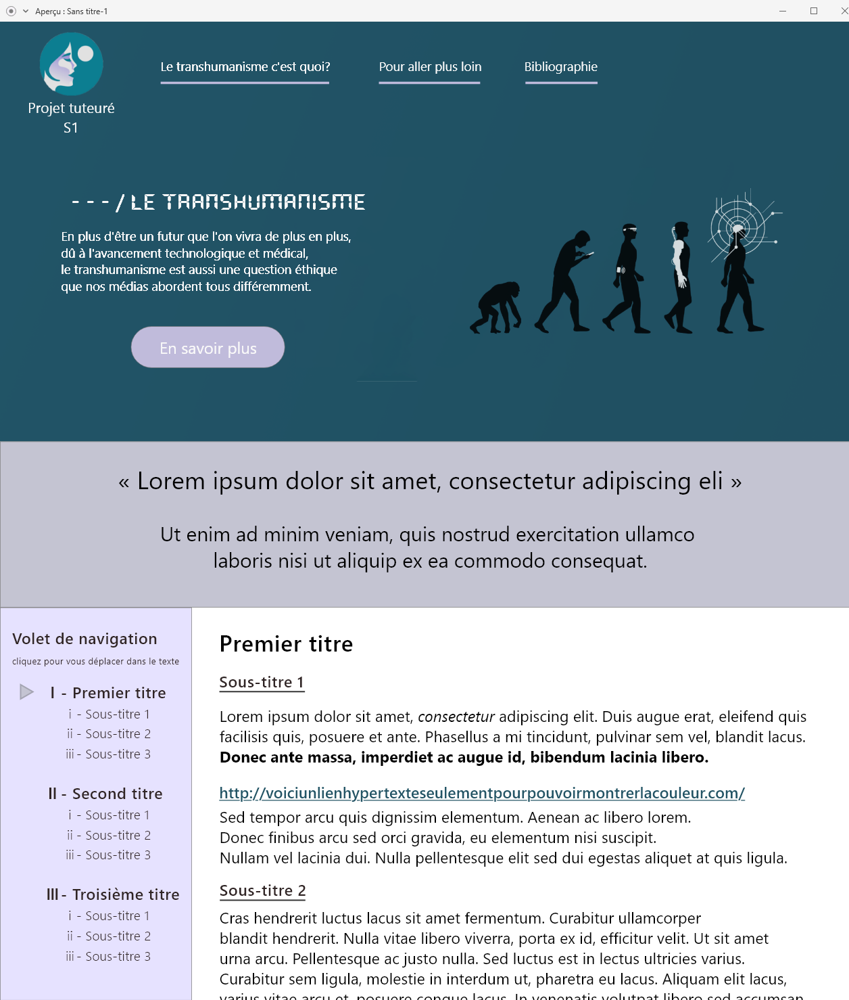 Aperçu : Sans titre-1
Projet tuteuré
S1
Le transhumanisme c'est quoi?
Pour aller plus loin
Bibliographie
- - - / LE TRANSHUMANISME
En plus d'être un futur que l'on vivra de plus en plus,
dû à l'avancement technologique et médical,
le transhumanisme est aussi une question éthique
que nos médias abordent tous différemment.
En savoir plus
« Lorem ipsum dolor sit amet, consectetur adipiscing eli »
Ut enim ad minim veniam, quis nostrud exercitation ullamco
laboris nisi ut aliquip ex ea commodo consequat.
Volet de navigation
cliquez pour vous déplacer dans le texte
I - Premier titre
i - Sous-titre 1
ii - Sous-titre 2
iii - Sous-titre 3
II - Second titre
i - Sous-titre 1
ii - Sous-titre 2
iii - Sous-titre 3
III - Troisième titre
i - Sous-titre 1
ii - Sous-titre 2
iii - Sous-titre 3
Premier titre
Sous-titre 1
Lorem ipsum dolor sit amet, consectetur adipiscing elit. Duis augue erat, eleifend quis
facilisis quis, posuere et ante. Phasellus a mi tincidunt, pulvinar sem vel, blandit lacus.
Donec ante massa, imperdiet ac augue id, bibendum lacinia libero.
http://voiciunlienhypertexteseulementpourpouvoirmontrerlacouleur.com/
Sed tempor arcu quis dignissim elementum. Aenean ac libero lorem.
Donec finibus arcu sed orci gravida, eu elementum nisi suscipit.
Nullam vel lacinia dui. Nulla pellentesque elit sed dui egestas aliquet at quis ligula.
Sous-titre 2
Cras hendrerit luctus lacus sit amet fermentum. Curabitur ullamcorper
blandit hendrerit. Nulla vitae libero viverra, porta ex id, efficitur velit. Ut sit amet
urna arcu. Pellentesque ac justo nulla. Sed luctus est in lectus ultricies varius.
Curabitur sem ligula, molestie in interdum ut, pharetra eu lacus. Aliquam elit lacus,
varius vitae arcu et, posuere congue lacus. In venenatis volutpat libero sed accumsan